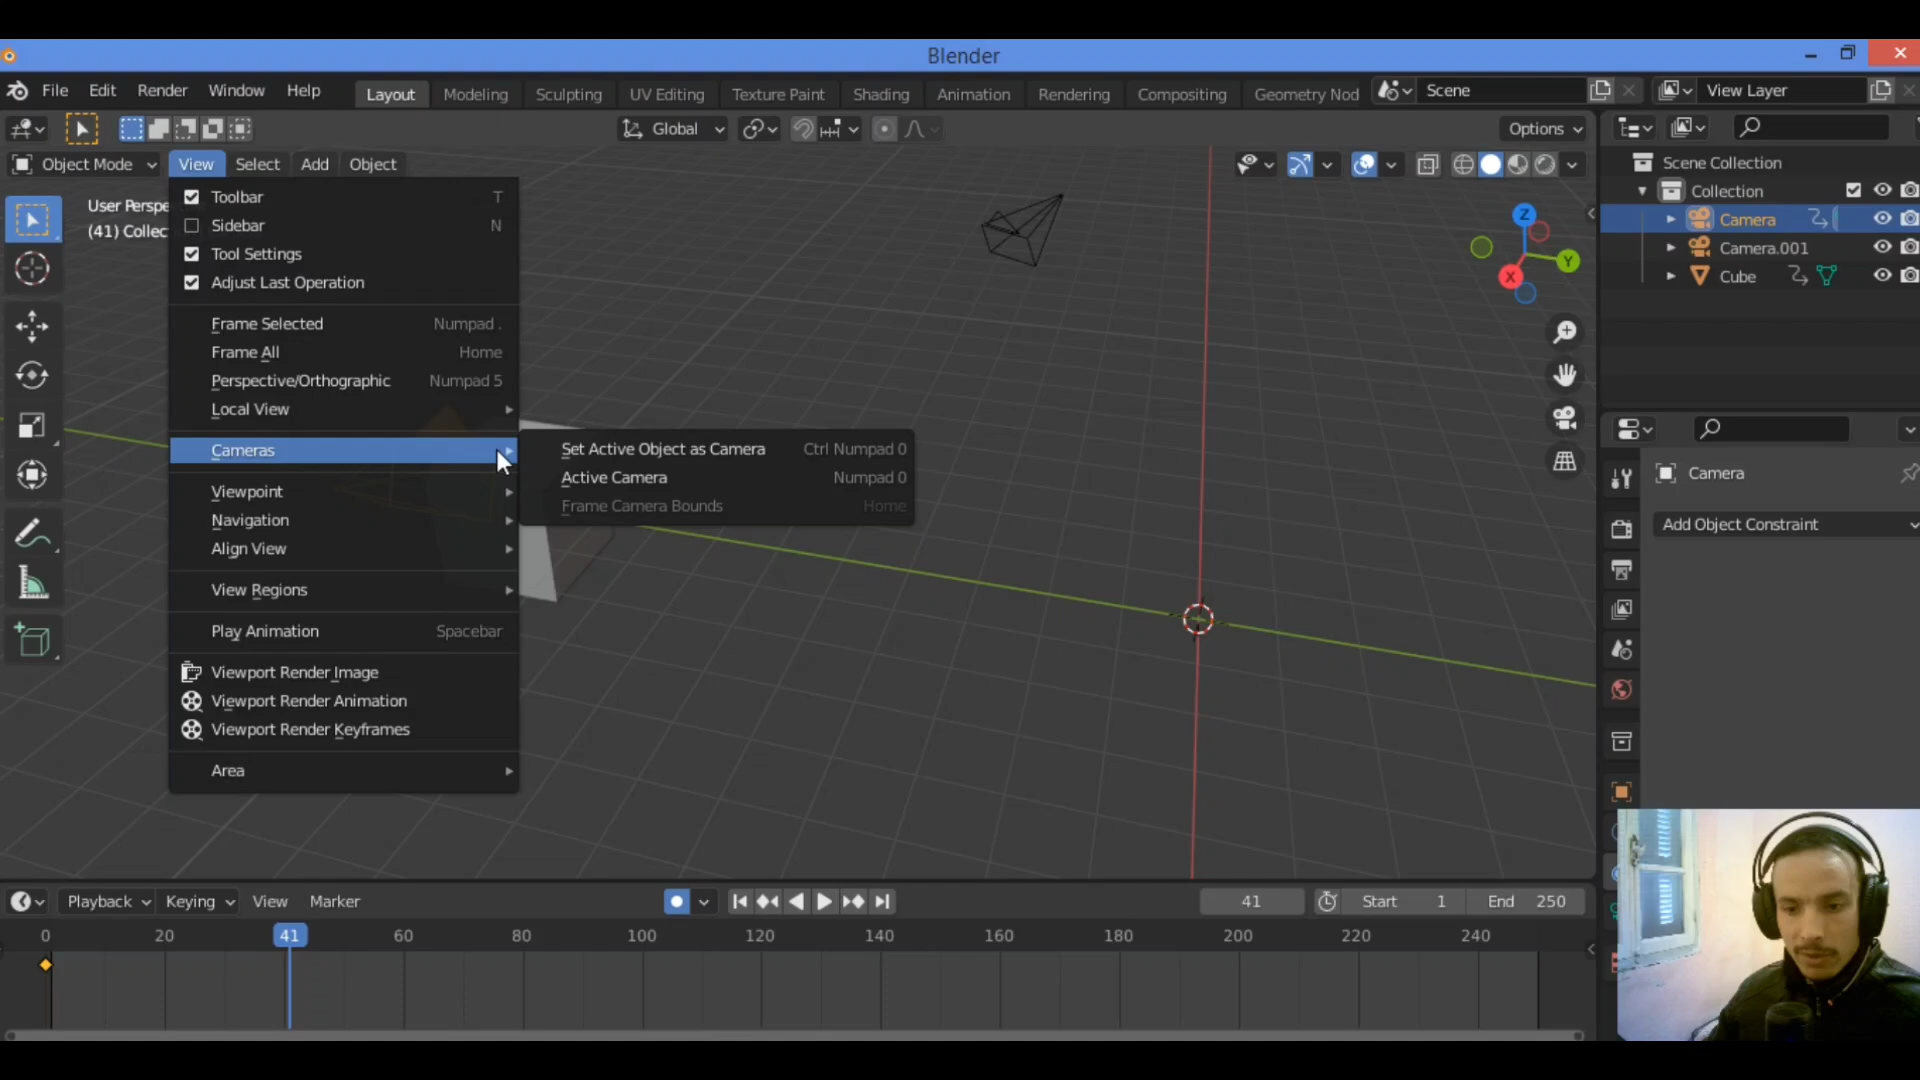 Blender
File Edit Render Window Help Layout Modeling Sculpting UV Editing Texture Paint Shading Animation Rendering Compositing Geometry Nod Scene View Layer
Global Options
Object Mode View Select Add Object
Scene Collection
Collection
Camera
Camera.001
Cube
User Perspe
(41) Collec
Z
Y
X
Toolbar T
Sidebar N
Tool Settings
Adjust Last Operation
Frame Selected Numpad .
Frame All Home
Perspective/Orthographic Numpad 5
Local View
Cameras
Viewpoint
Navigation
Align View
View Regions
Play Animation Spacebar
Viewport Render Image
Viewport Render Animation
Viewport Render Keyframes
Area
Set Active Object as Camera Ctrl Numpad 0
Active Camera Numpad 0
Frame Camera Bounds Home
Camera
Add Object Constraint
Playback Keying View Marker 41 Start 1 End 250
0 20 41 60 80 100 120 140 160 180 200 220 240